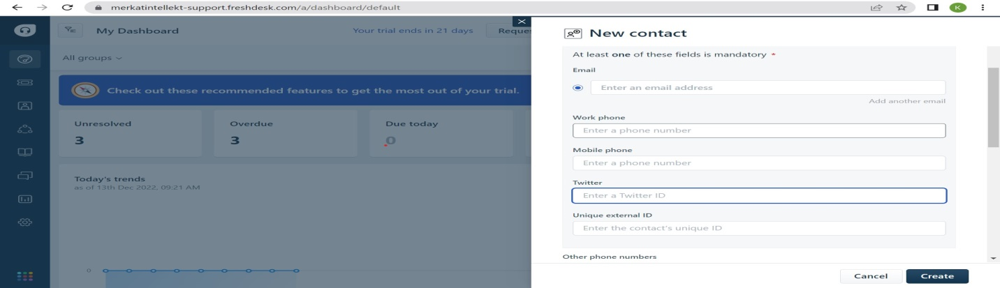 merkatintellekt-support.freshdesk.com/a/dashboard/default
K
My Dashboard
Your trial ends in 21 days
Reques
All groups
Check out these recommended features to get the most out of your trial.
Unresolved
3
Overdue
3
Due today
0
Today's trends
as of 13th Dec 2022, 09:21 AM
0
New contact
At least one of these fields is mandatory *
Email
Enter an email address
Add another email
Work phone
Enter a phone number
Mobile phone
Enter a phone number
Twitter
Enter a Twitter ID
Unique external ID
Enter the contact's unique ID
Other phone numbers
Cancel
Create